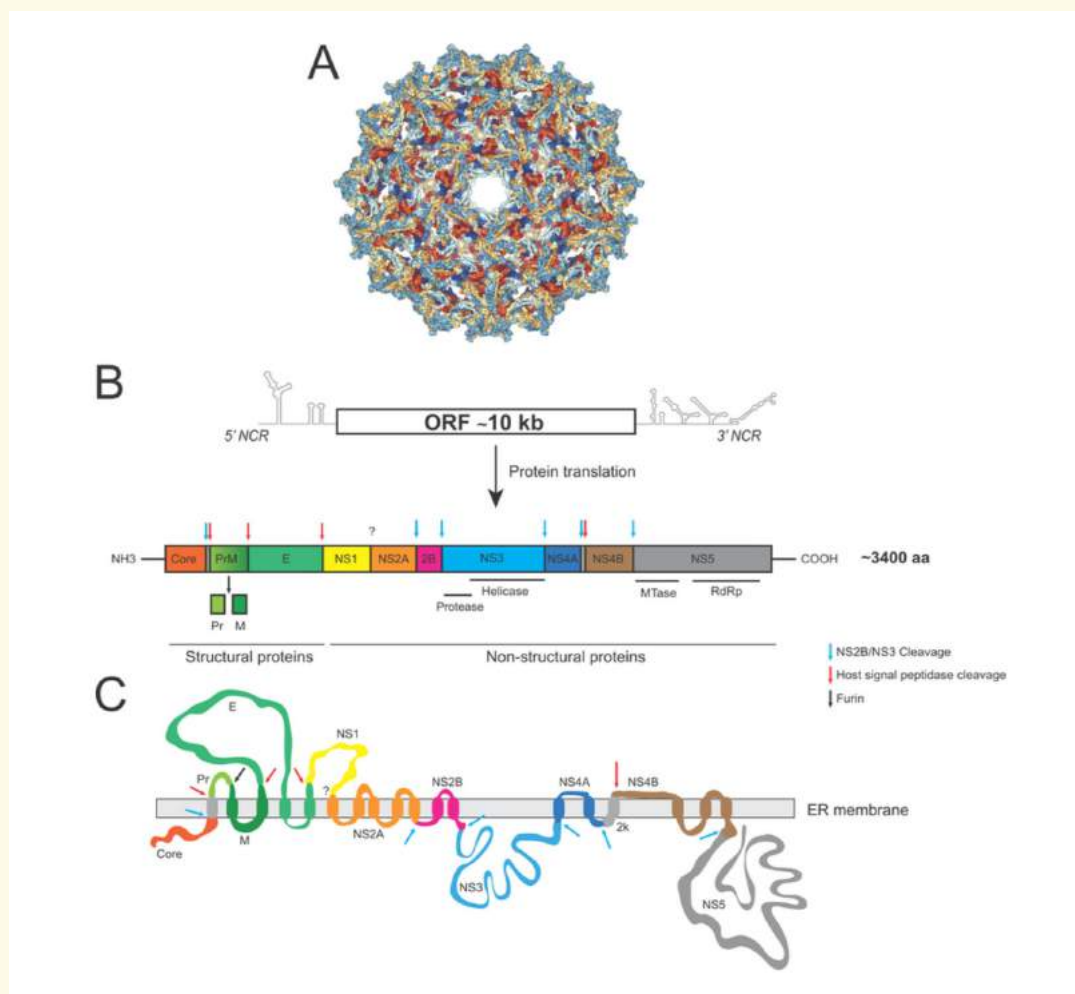 A
B
ORF ~10 kb
5' NCR
3' NCR
Protein translation
?
NH3
Core
PrM
E
NS1
NS2A
2B
NS3
NS4A
NS4B
NS5
COOH
~3400 aa
Helicase
Protease
MTase
RdRp
Pr
M
Structural proteins
Non-structural proteins
NS2B/NS3 Cleavage
Host signal peptidase cleavage
Furin
C
E
NS1
Pr
?
NS2B
NS4A
NS4B
ER membrane
Core
M
NS2A
2k
NS3
NS5